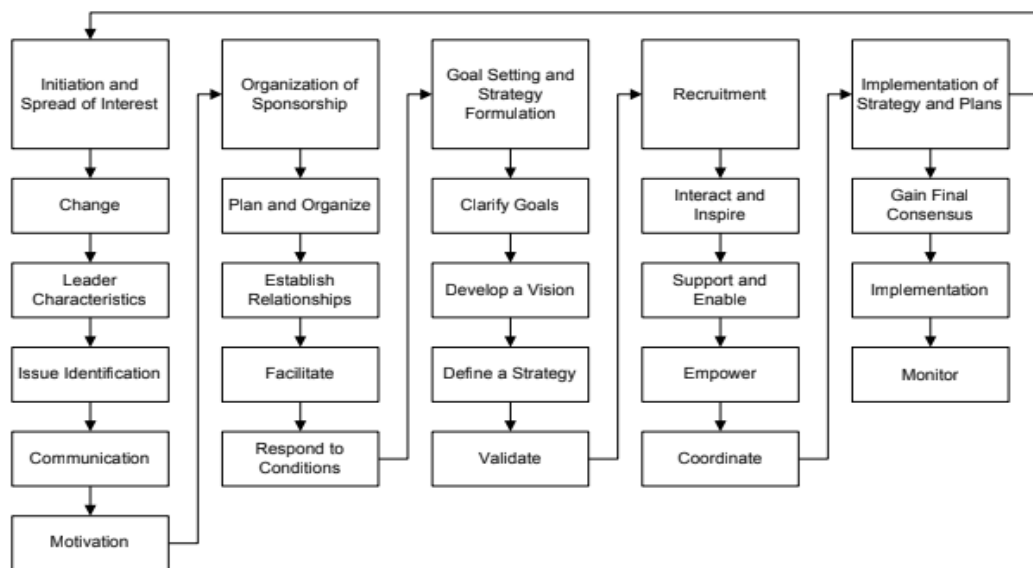 Initiation and
Spread of Interest
Change
Leader
Characteristics
Issue Identification
Communication
Motivation
Organization of
Sponsorship
Plan and Organize
Establish
Relationships
Facilitate
Respond to
Conditions
Goal Setting and
Strategy
Formulation
Clarify Goals
Develop a Vision
Define a Strategy
Validate
Recruitment
Interact and
Inspire
Support and
Enable
Empower
Coordinate
Implementation of
Strategy and Plans
Gain Final
Consensus
Implementation
Monitor